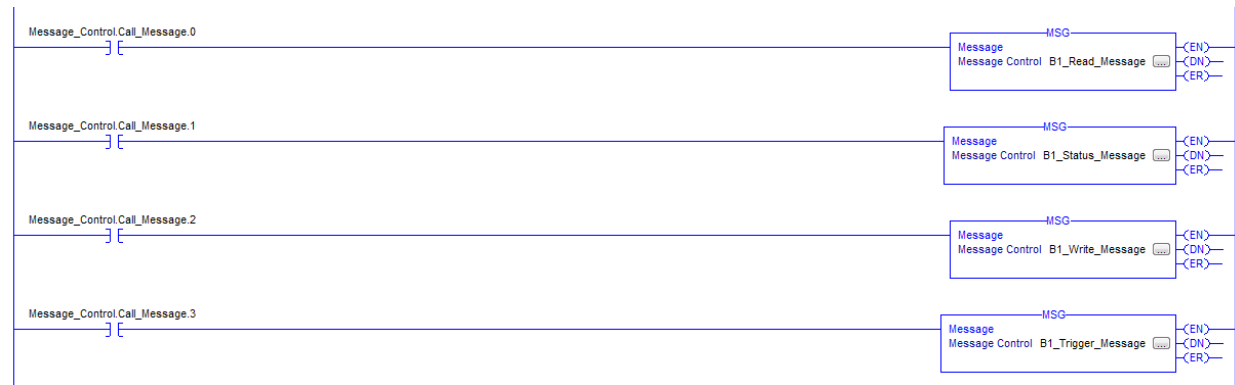 Message_Control.Call_Message.0
MSG
Message
Message Control B1_Read_Message ...
EN
DN
ER
Message_Control.Call_Message.1
MSG
Message
Message Control B1_Status_Message ...
EN
DN
ER
Message_Control.Call_Message.2
MSG
Message
Message Control B1_Write_Message ...
EN
DN
ER
Message_Control.Call_Message.3
MSG
Message
Message Control B1_Trigger_Message ...
EN
DN
ER